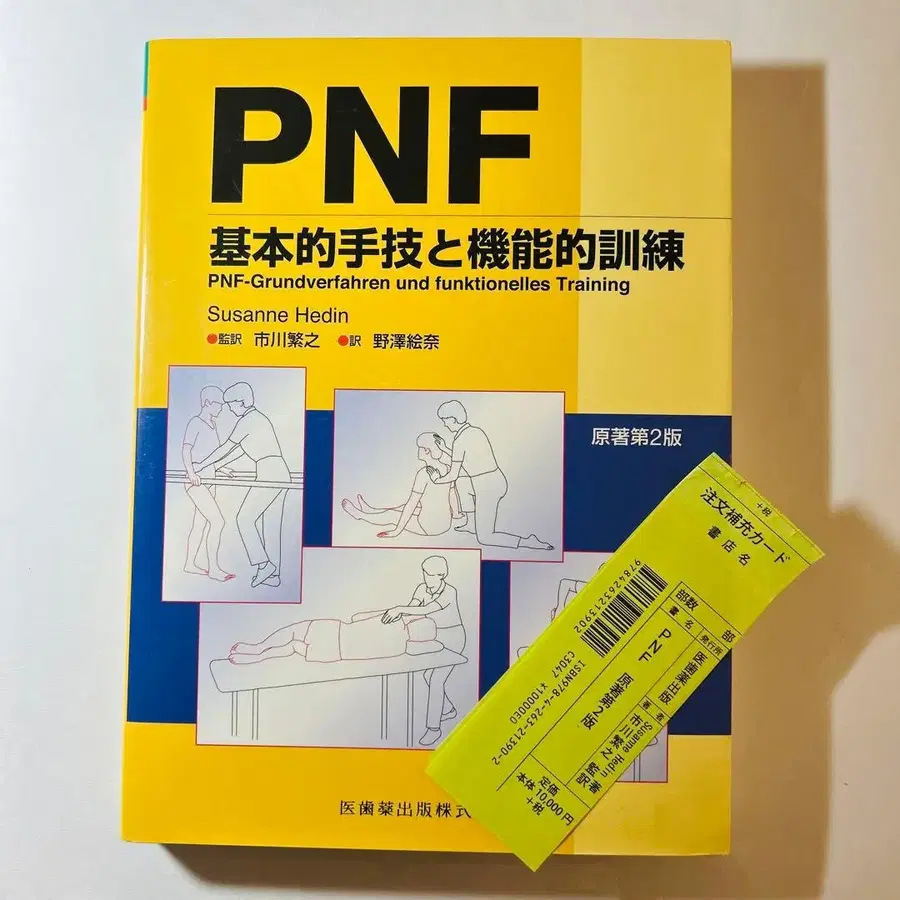 PNF
基本的手技と機能的訓練
PNF-Grundverfahren und funktionelles Training
Susanne Hedin
●監訳 市川繁之 ●訳 野澤絵奈
原著第2版
医歯薬出版株式
注文補充カード
書店名
+税
部数
部
書名
発行所
医歯薬出版
PNF 原著第2版
著者
Susanne Hedin 著
市川繁之 監訳
定価
本体10,000円
+税
9784263213902
ISBN978-4-263-21390-2
C3047 ¥10000E